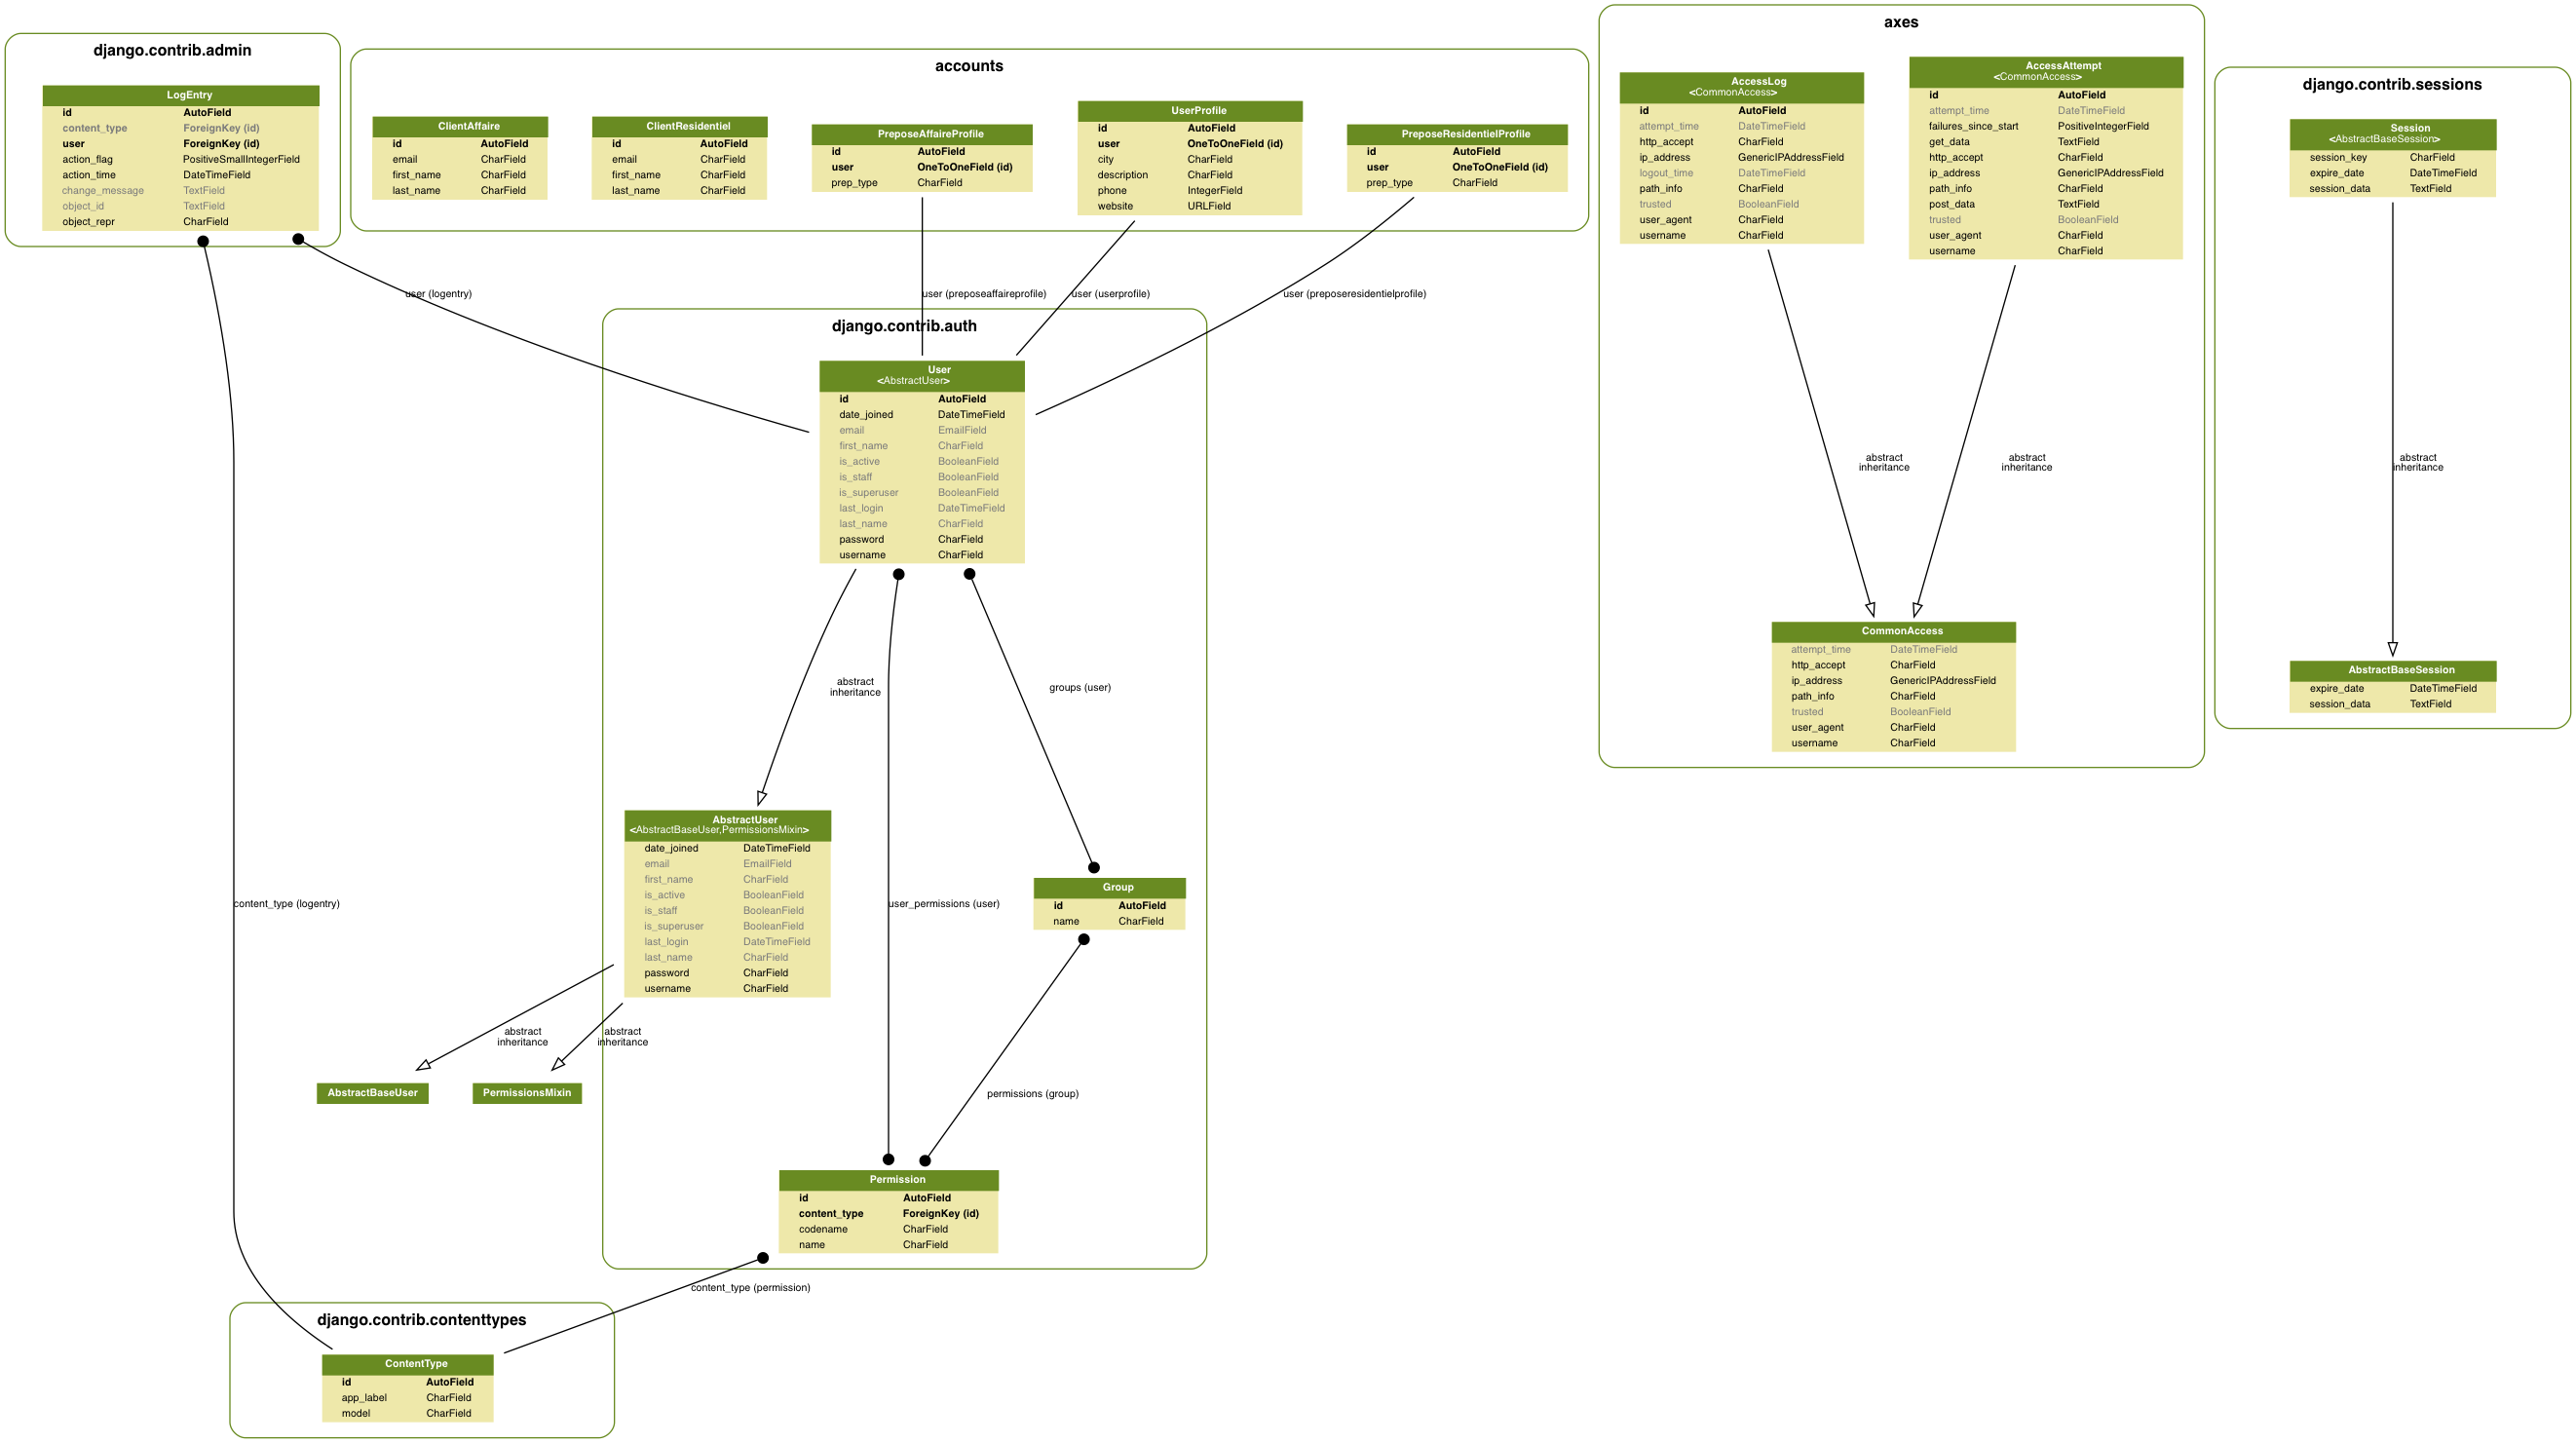 django.contrib.admin
LogEntry
id AutoField
content_type ForeignKey (id)
user ForeignKey (id)
action_flag PositiveSmallIntegerField
action_time DateTimeField
change_message TextField
object_id TextField
object_repr CharField
accounts
ClientAffaire
id AutoField
email CharField
first_name CharField
last_name CharField
ClientResidentiel
id AutoField
email CharField
first_name CharField
last_name CharField
PreposeAffaireProfile
id AutoField
user OneToOneField (id)
prep_type CharField
UserProfile
id AutoField
user OneToOneField (id)
city CharField
description CharField
phone IntegerField
website URLField
PreposeResidentielProfile
id AutoField
user OneToOneField (id)
prep_type CharField
axes
AccessLog
<CommonAccess>
id AutoField
attempt_time DateTimeField
http_accept CharField
ip_address GenericIPAddressField
logout_time DateTimeField
path_info CharField
trusted BooleanField
user_agent CharField
username CharField
AccessAttempt
<CommonAccess>
id AutoField
attempt_time DateTimeField
failures_since_start PositiveIntegerField
get_data TextField
http_accept CharField
ip_address GenericIPAddressField
path_info CharField
post_data TextField
trusted BooleanField
user_agent CharField
username CharField
django.contrib.sessions
Session
<AbstractBaseSession>
session_key CharField
expire_date DateTimeField
session_data TextField
user (logentry)
user (preposeaffaireprofile)
user (userprofile)
user (preposeresidentielprofile)
django.contrib.auth
User
<AbstractUser>
id AutoField
date_joined DateTimeField
email EmailField
first_name CharField
is_active BooleanField
is_staff BooleanField
is_superuser BooleanField
last_login DateTimeField
last_name CharField
password CharField
username CharField
abstract
inheritance
abstract
inheritance
abstract
inheritance
CommonAccess
attempt_time DateTimeField
http_accept CharField
ip_address GenericIPAddressField
path_info CharField
trusted BooleanField
user_agent CharField
username CharField
AbstractBaseSession
expire_date DateTimeField
session_data TextField
abstract
inheritance
groups (user)
AbstractUser
<AbstractBaseUser,PermissionsMixin>
date_joined DateTimeField
email EmailField
first_name CharField
is_active BooleanField
is_staff BooleanField
is_superuser BooleanField
last_login DateTimeField
last_name CharField
password CharField
username CharField
content_type (logentry)
user_permissions (user)
Group
id AutoField
name CharField
abstract
inheritance
abstract
inheritance
AbstractBaseUser
PermissionsMixin
permissions (group)
Permission
id AutoField
content_type ForeignKey (id)
codename CharField
name CharField
content_type (permission)
django.contrib.contenttypes
ContentType
id AutoField
app_label CharField
model CharField